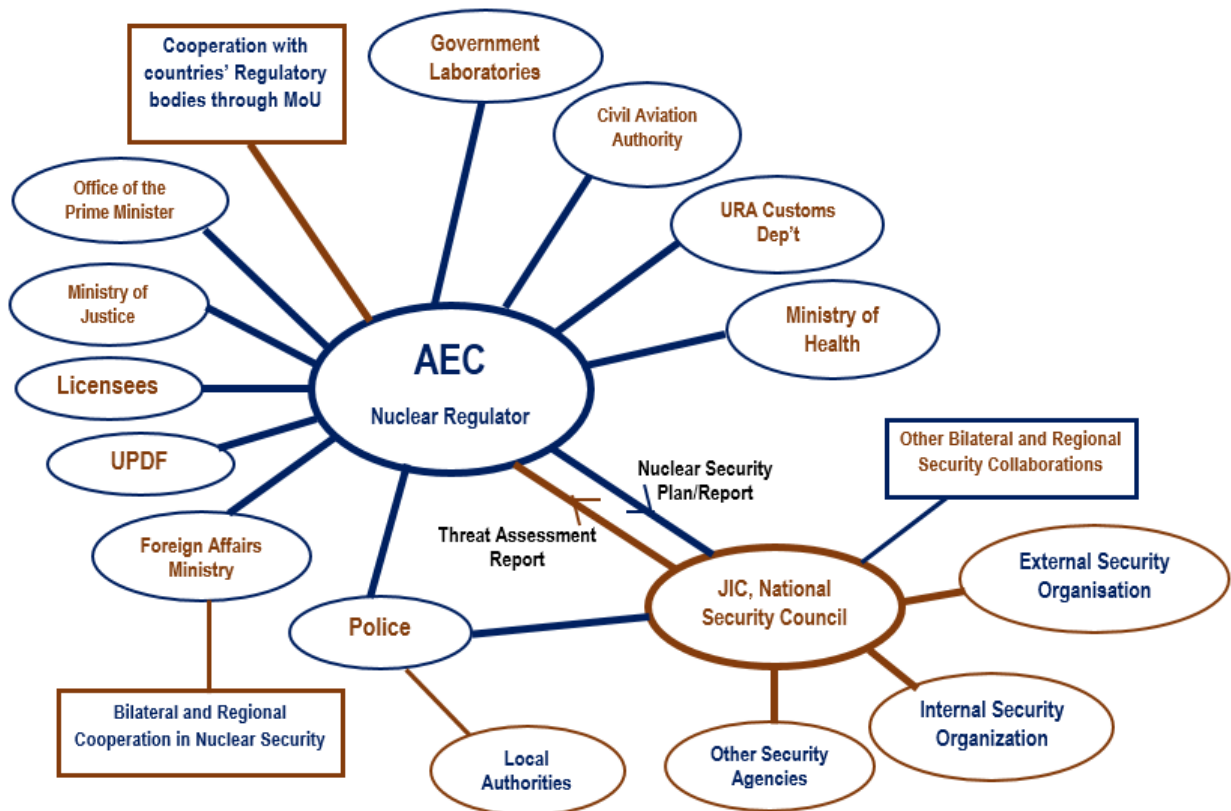 Cooperation with
countries' Regulatory
bodies through MoU
Government
Laboratories
Civil Aviation
Authority
Office of the
Prime Minister
URA Customs
Dep't
Ministry of
Justice
Ministry of
Health
AEC
Nuclear Regulator
Licensees
UPDF
Other Bilateral and Regional
Security Collaborations
Nuclear Security
Plan/Report
Threat Assessment
Report
Foreign Affairs
Ministry
External Security
Organisation
JIC, National
Security Council
Police
Bilateral and Regional
Cooperation in Nuclear Security
Internal Security
Organization
Local
Authorities
Other Security
Agencies